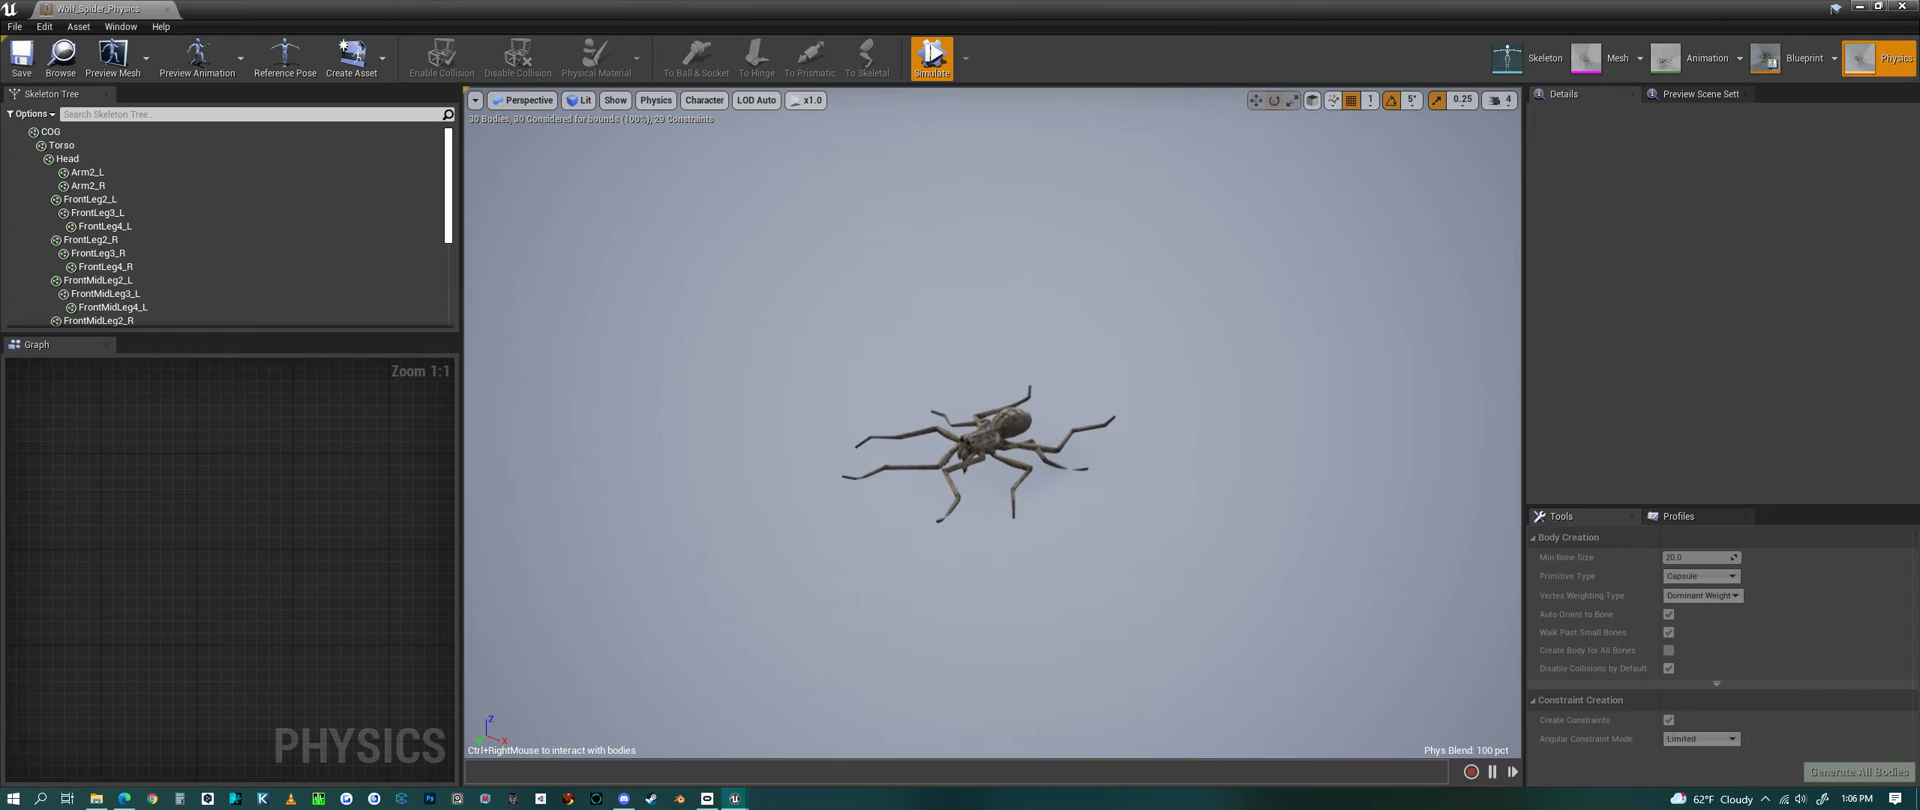 Wolf_Spider_Physics
File Edit Asset Window Help
Save Browse Preview Mesh Preview Animation Reference Pose Create Asset Enable Collision Disable Collision Physical Material To Ball & Socket To Hinge To Prismatic To Skeletal Simulate Skeleton Mesh Animation Blueprint Physics
Skeleton Tree
Options Search Skeleton Tree...
COG
Torso
Head
Arm2_L
Arm2_R
FrontLeg2_L
FrontLeg3_L
FrontLeg4_L
FrontLeg2_R
FrontLeg3_R
FrontLeg4_R
FrontMidLeg2_L
FrontMidLeg3_L
FrontMidLeg4_L
FrontMidLeg2_R
Graph
Zoom 1:1
PHYSICS
Perspective Lit Show Physics Character LOD Auto x1.0 1 5° 0.25 4
30 Bodies, 30 Considered for bounds (100%), 29 Constraints
Z
X
Ctrl+RightMouse to interact with bodies
Phys Blend: 100 pct
Details Preview Scene Sett
Tools Profiles
Body Creation
Min Bone Size 20.0
Primitive Type Capsule
Vertex Weighting Type Dominant Weight
Auto Orient to Bone
Walk Past Small Bones
Create Body for All Bones
Disable Collisions by Default
Constraint Creation
Create Constraints
Angular Constraint Mode Limited
Generate All Bodies
62°F Cloudy 1:06 PM